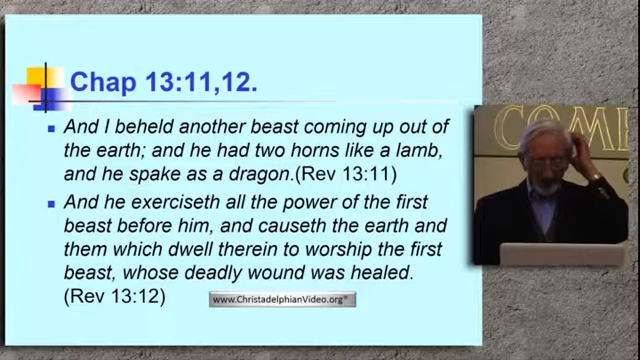 Chap 13:11,12.
And I beheld another beast coming up out of
the earth; and he had two horns like a lamb,
and he spake as a dragon.(Rev 13:11)
And he exerciseth all the power of the first
beast before him, and causeth the earth and
them which dwell therein to worship the first
beast, whose deadly wound was healed.
(Rev 13:12)
www.ChristadelphianVideo.org®
COME